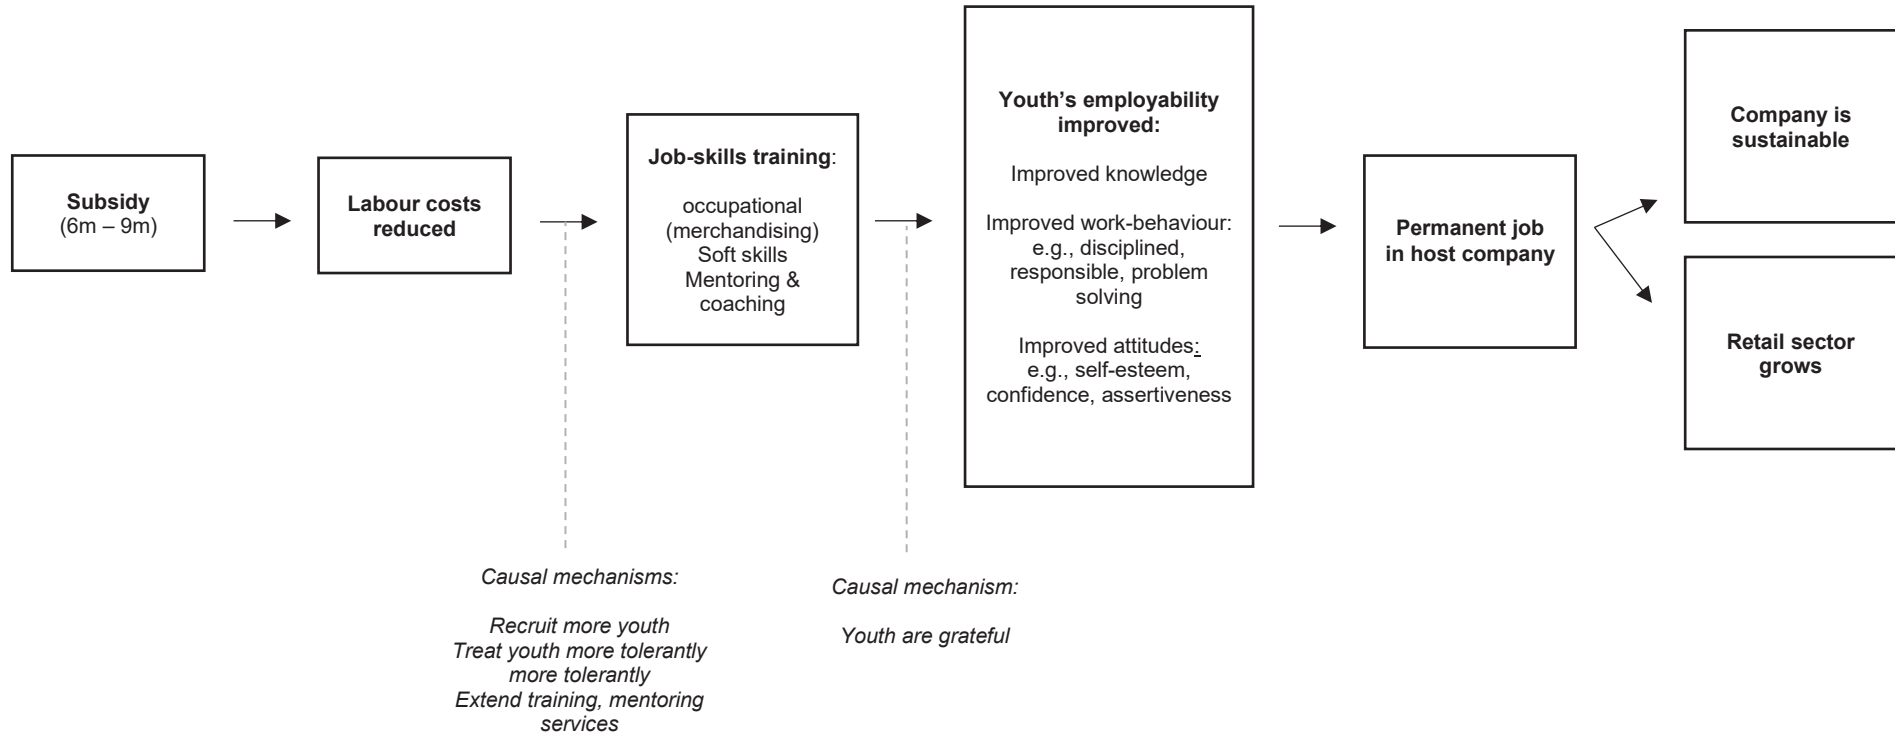 Subsidy
(6m – 9m)
Labour costs
reduced
Job-skills training:
occupational
(merchandising)
Soft skills
Mentoring &
coaching
Youth’s employability
improved:
Improved knowledge
Improved work-behaviour:
e.g., disciplined,
responsible, problem
solving
Improved attitudes:
e.g., self-esteem,
confidence, assertiveness
Permanent job
in host company
Company is
sustainable
Retail sector
grows
Causal mechanisms:
Recruit more youth
Treat youth more tolerantly
more tolerantly
Extend training, mentoring
services
Causal mechanism:
Youth are grateful